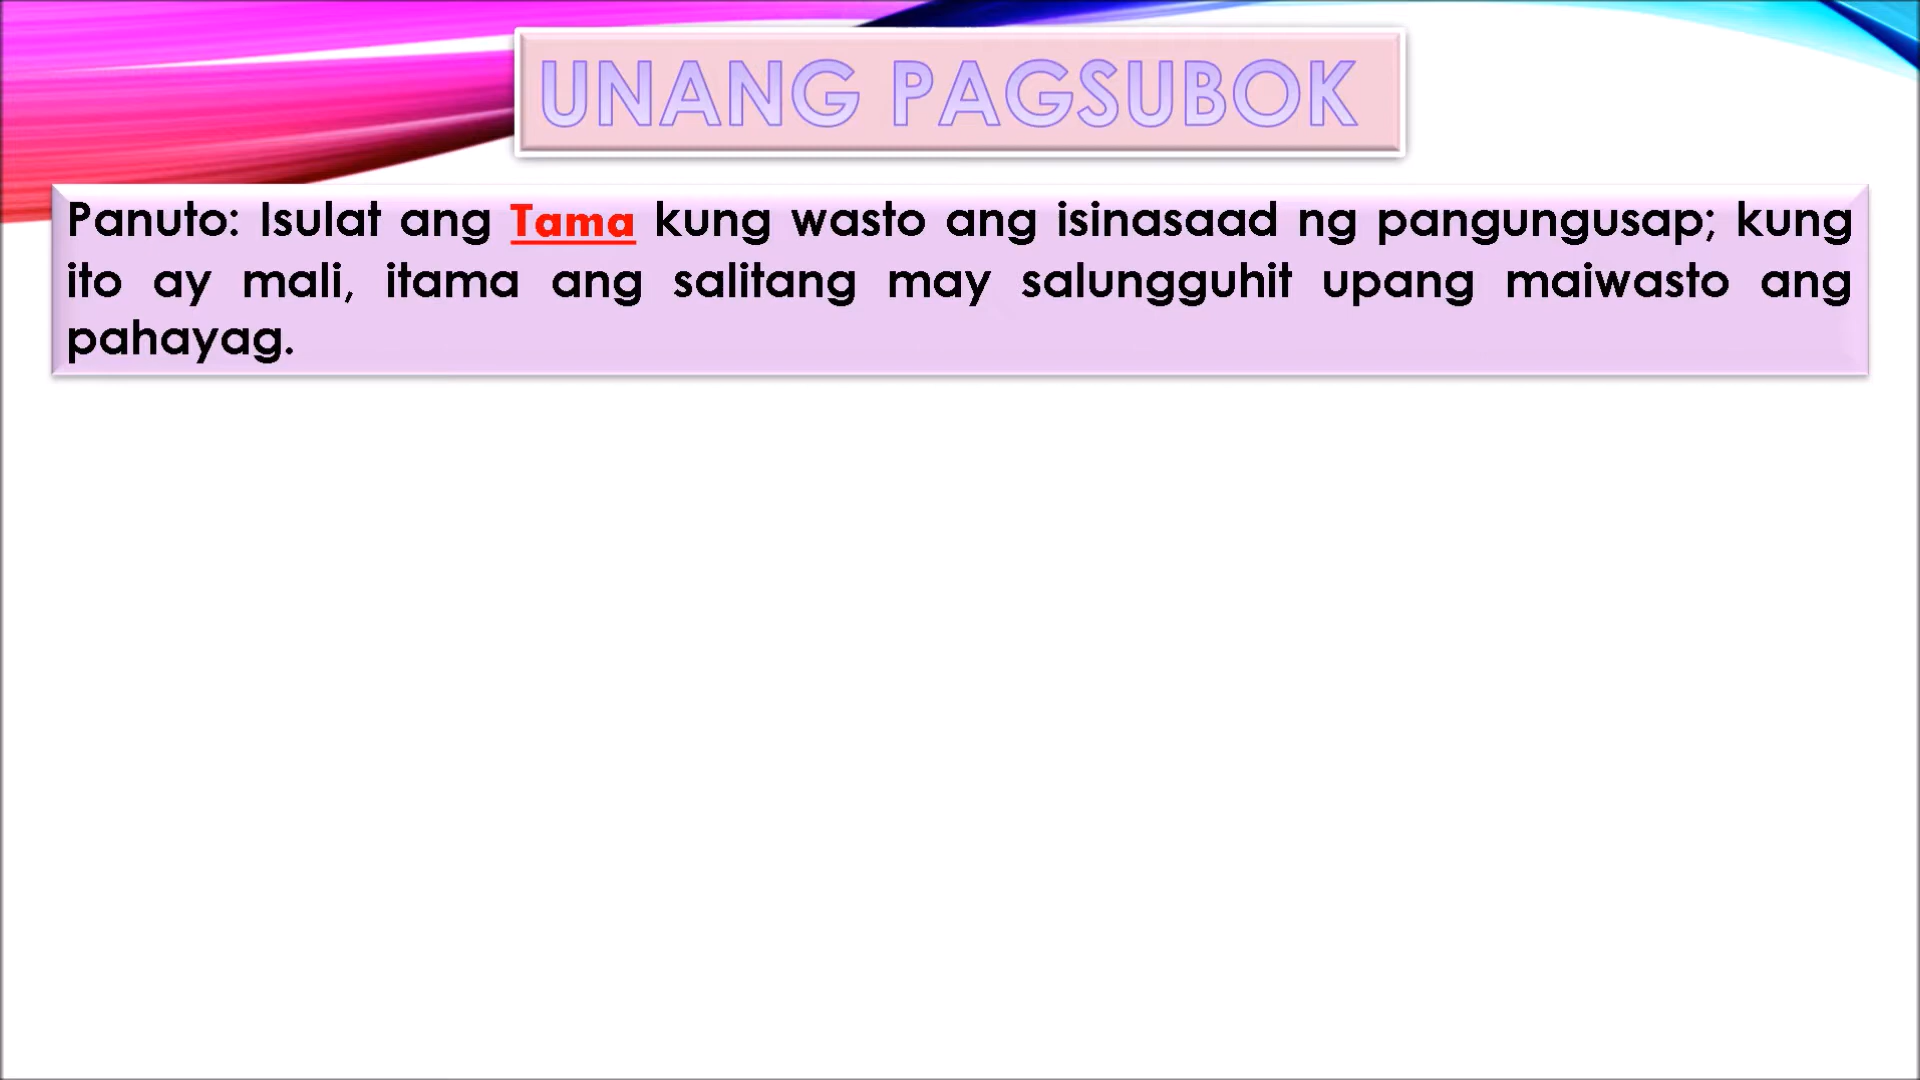 UNANG PAGSUBOK
Panuto: Isulat ang Tama kung wasto ang isinasaad ng pangungusap; kung
ito ay mali, itama ang salitang may salungguhit upang maiwasto ang
pahayag.